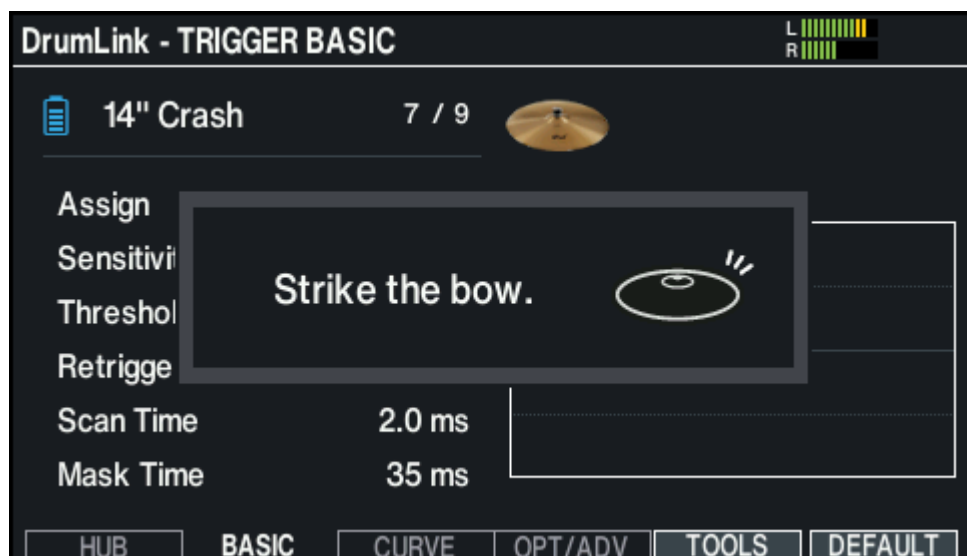 DrumLink - TRIGGER BASIC
L
R
14" Crash 7 / 9
Assign
Sensitivit
Threshol
Retrigge
Strike the bow.
Scan Time 2.0 ms
Mask Time 35 ms
HUB BASIC CURVE OPT/ADV TOOLS DEFAULT